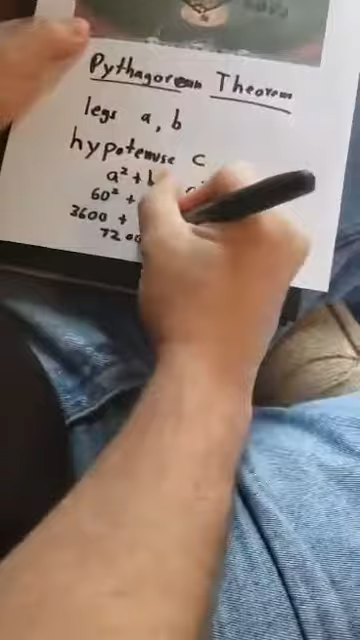 Pythagorean Theorem
legs a, b
hypotenuse c
a² + b
60² +
3600 +
7200